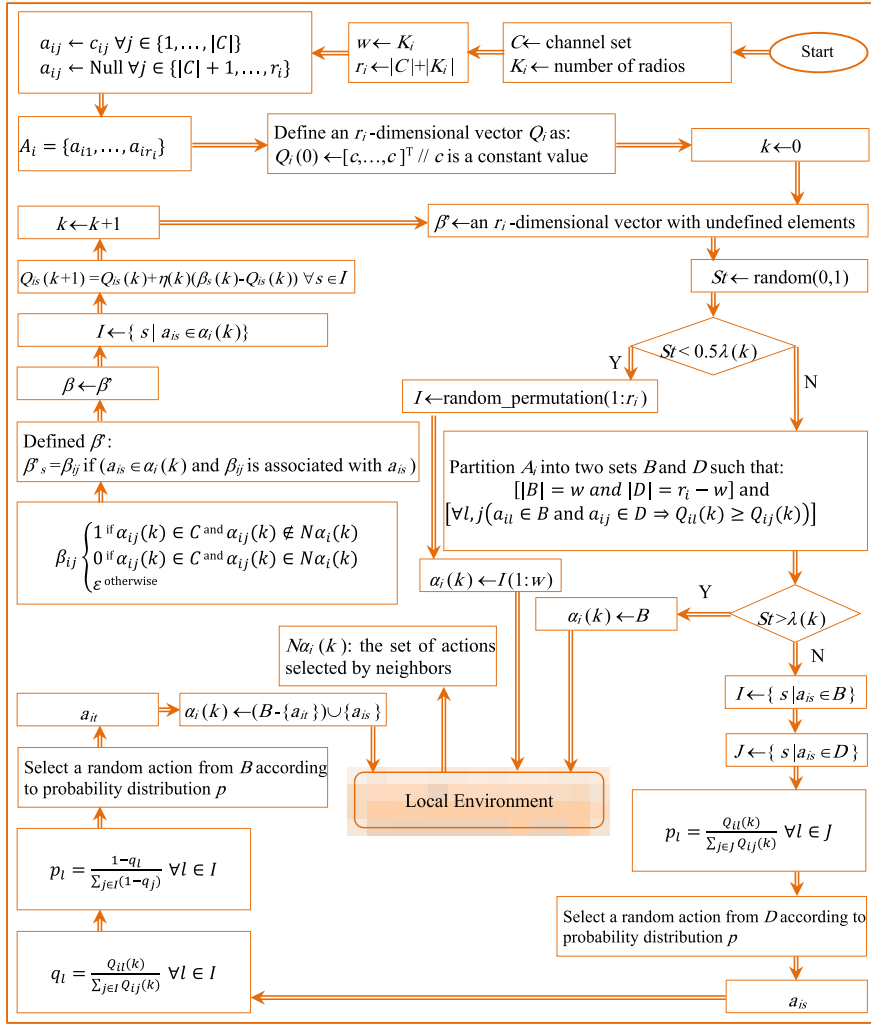 Start
C← channel set
K_i ← number of radios
w ← K_i
r_i ←|C|+|K_i|
a_ij ← c_ij ∀j ∈ {1, . . . , |C|}
a_ij ← Null ∀j ∈ {|C| + 1, . . . , r_i}
A_i = {a_i1, . . . , a_ir_i}
Define an r_i-dimensional vector Q_i as:
Q_i(0) ←[c,...,c ]^T // c is a constant value
k←0
β'←an r_i-dimensional vector with undefined elements
St ← random(0,1)
St < 0.5λ(k)
Y
N
I←random_permutation(1:r_i)
Partition A_i into two sets B and D such that:
[|B| = w and |D| = r_i − w] and
[∀l, j(a_il ∈ B and a_ij ∈ D ⇒ Q_il(k) ≥ Q_ij(k))]
α_i(k) ←I(1:w)
St>λ(k)
Y
N
α_i(k) ←B
I←{ s |a_is ∈B}
J←{ s |a_is ∈D}
p_l = Q_il(k) / ∑_j∈J Q_ij(k) ∀l ∈ J
Select a random action from D according to
probability distribution p
a_is
q_l = Q_il(k) / ∑_j∈I Q_ij(k) ∀l ∈ I
p_l = 1−q_l / ∑_j∈I(1−q_j) ∀l ∈ I
Select a random action from B according
to probability distribution p
a_it
α_i(k) ←(B-{a_it})∪{a_is}
Local Environment
Nα_i(k): the set of actions
selected by neighbors
β_ij { 1 if α_ij(k) ∈ C and α_ij(k) ∉ Nα_i(k)
0 if α_ij(k) ∈ C and α_ij(k) ∈ Nα_i(k)
ε otherwise
Defined β':
β'_s =β_ij if (a_is ∈α_i(k) and β_ij is associated with a_is)
β ←β'
I ←{ s | a_is ∈α_i(k)}
Q_is(k+1) =Q_is(k)+η(k)(β_s(k)-Q_is(k)) ∀s∈I
k←k+1